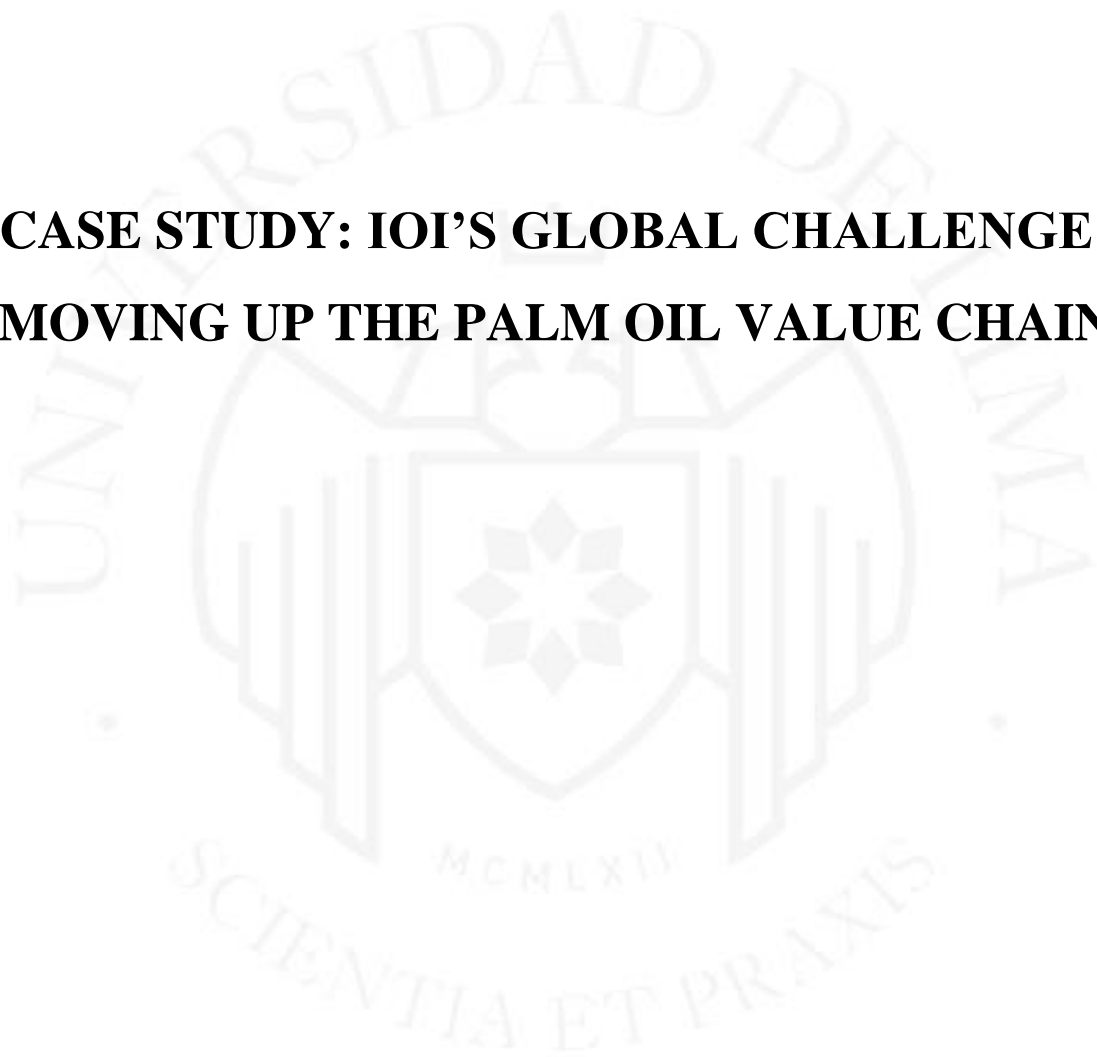 UNIVERSIDAD DE LIMA
CASE STUDY: IOI’S GLOBAL CHALLENGE
MOVING UP THE PALM OIL VALUE CHAIN
MCMLXII
SCIENTIA ET PRAXIS